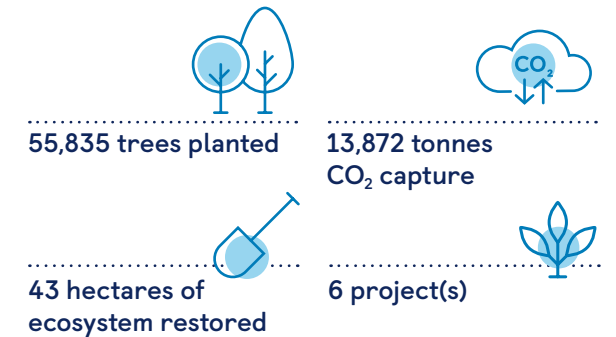 CO₂
55,835 trees planted
13,872 tonnes
CO₂ capture
43 hectares of
ecosystem restored
6 project(s)